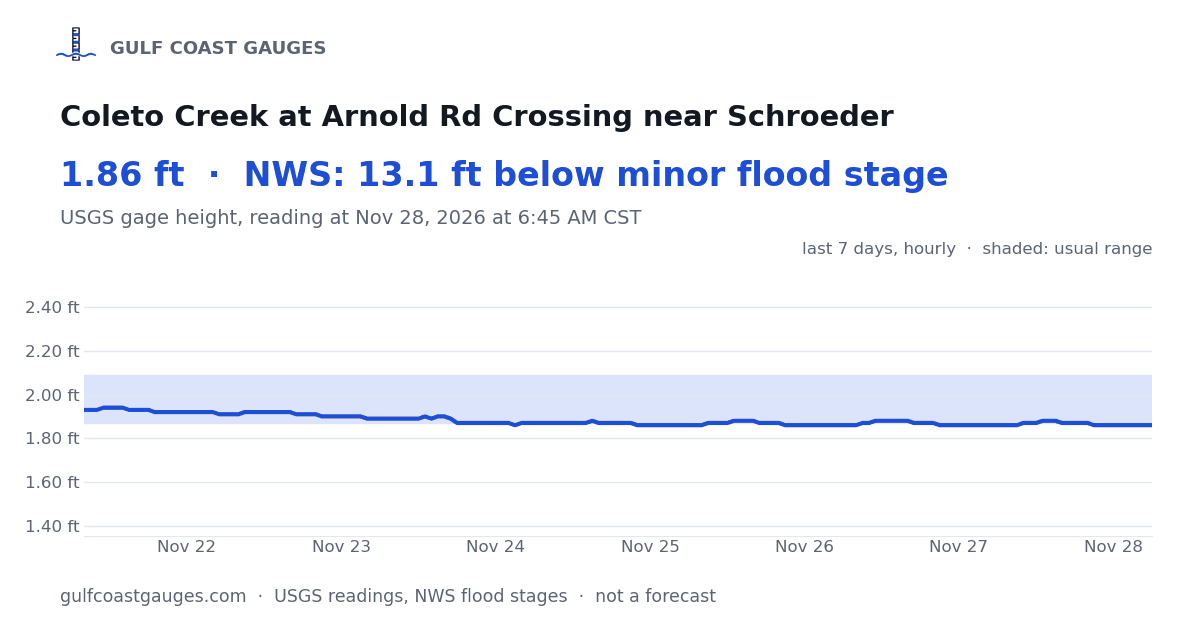 GULF COAST GAUGES
Coleto Creek at Arnold Rd Crossing near Schroeder
1.86 ft · NWS: 13.1 ft below minor flood stage
USGS gage height, reading at Nov 28, 2026 at 6:45 AM CST
last 7 days, hourly · shaded: usual range
2.40 ft
2.20 ft
2.00 ft
1.80 ft
1.60 ft
1.40 ft
Nov 22 Nov 23 Nov 24 Nov 25 Nov 26 Nov 27 Nov 28
gulfcoastgauges.com · USGS readings, NWS flood stages · not a forecast